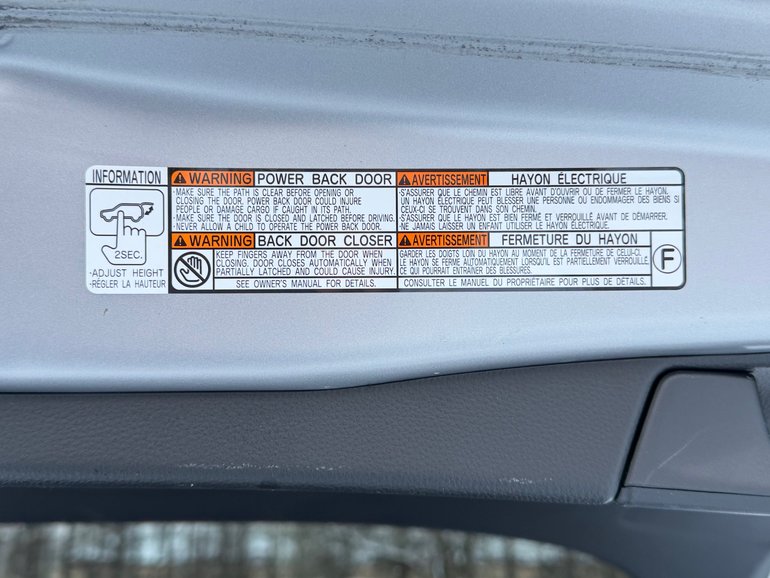 INFORMATION
2SEC.
·ADJUST HEIGHT
·RÉGLER LA HAUTEUR
WARNING POWER BACK DOOR
·MAKE SURE THE PATH IS CLEAR BEFORE OPENING OR
CLOSING THE DOOR. POWER BACK DOOR COULD INJURE
PEOPLE OR DAMAGE CARGO IF CAUGHT IN ITS PATH.
·MAKE SURE THE DOOR IS CLOSED AND LATCHED BEFORE DRIVING.
·NEVER ALLOW A CHILD TO OPERATE THE POWER BACK DOOR.
WARNING BACK DOOR CLOSER
KEEP FINGERS AWAY FROM THE DOOR WHEN
CLOSING. DOOR CLOSES AUTOMATICALLY WHEN
PARTIALLY LATCHED AND COULD CAUSE INJURY.
SEE OWNER'S MANUAL FOR DETAILS.
AVERTISSEMENT HAYON ÉLECTRIQUE
·S'ASSURER QUE LE CHEMIN EST LIBRE AVANT D'OUVRIR OU DE FERMER LE HAYON.
UN HAYON ÉLECTRIQUE PEUT BLESSER UNE PERSONNE OU ENDOMMAGER DES BIENS SI
CEUX-CI SE TROUVENT DANS SON CHEMIN.
·S'ASSURER QUE LE HAYON EST BIEN FERMÉ ET VERROUILLÉ AVANT DE DÉMARRER.
·NE JAMAIS LAISSER UN ENFANT UTILISER LE HAYON ÉLECTRIQUE.
AVERTISSEMENT FERMETURE DU HAYON
GARDER LES DOIGTS LOIN DU HAYON AU MOMENT DE LA FERMETURE DE CELUI-CI.
LE HAYON SE FERME AUTOMATIQUEMENT LORSQU'IL EST PARTIELLEMENT VERROUILLÉ,
CE QUI POURRAIT ENTRAÎNER DES BLESSURES.
CONSULTER LE MANUEL DU PROPRIÉTAIRE POUR PLUS DE DÉTAILS.
F